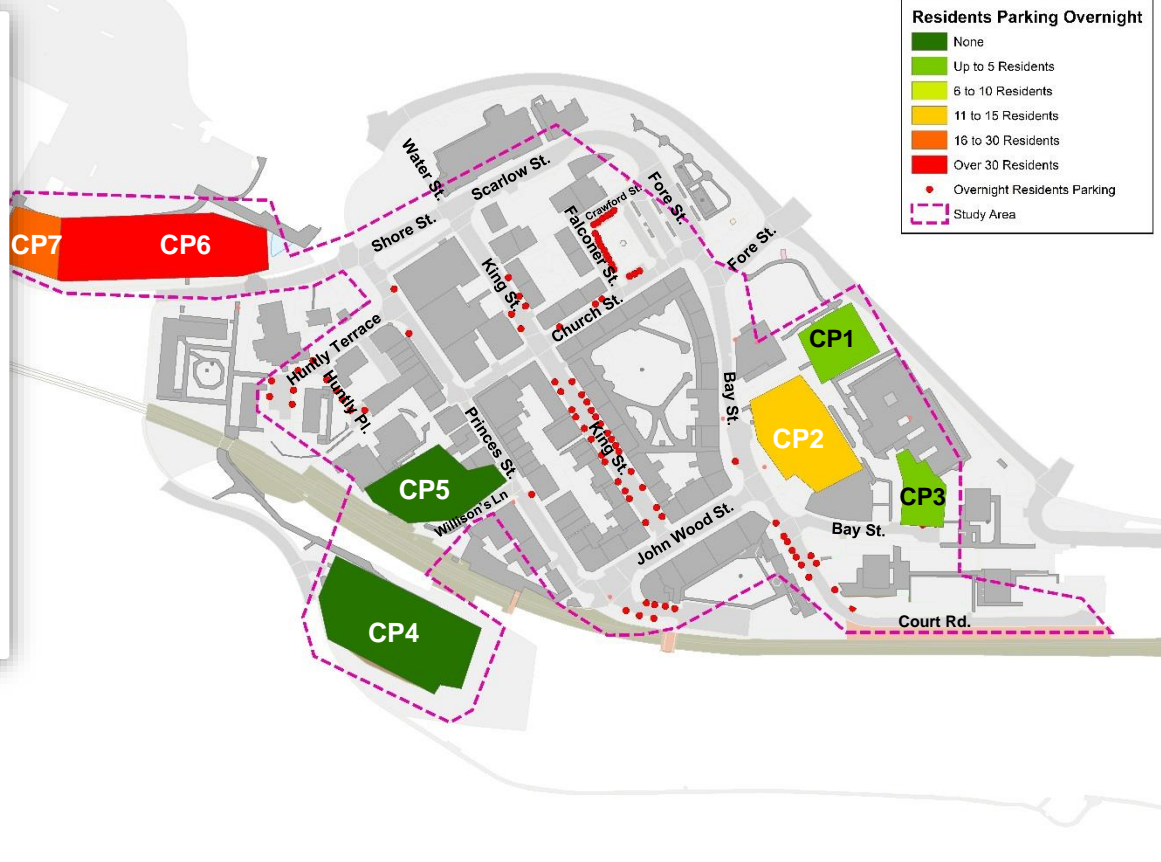 Residents Parking Overnight
None
Up to 5 Residents
6 to 10 Residents
11 to 15 Residents
16 to 30 Residents
Over 30 Residents
Overnight Residents Parking
Study Area
Water St.
Scarlow St.
Shore St.
Fore St.
Crawford St.
Falconer St.
Fore St.
King St.
Church St.
CP7
CP6
Huntly Terrace
Huntly Pl.
CP1
Bay St.
CP2
Princes St.
King St.
CP5
CP3
Willison's Ln
John Wood St.
Bay St.
CP4
Court Rd.